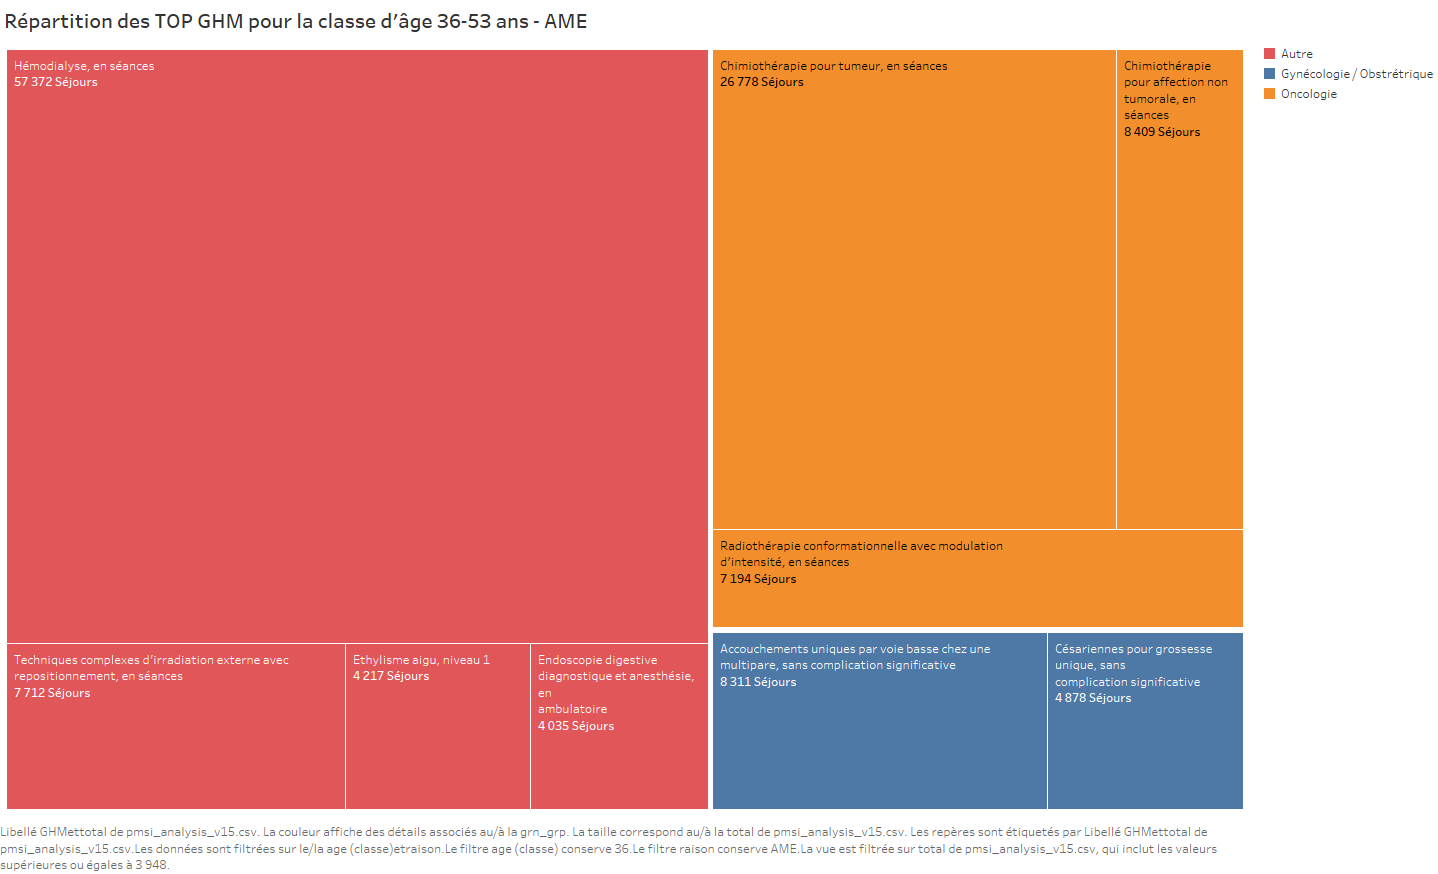 Répartition des TOP GHM pour la classe d’âge 36-53 ans - AME
Hémodialyse, en séances
57 372 Séjours
Techniques complexes d’irradiation externe avec
repositionnement, en séances
7 712 Séjours
Ethylisme aigu, niveau 1
4 217 Séjours
Endoscopie digestive
diagnostique et anesthésie,
en
ambulatoire
4 035 Séjours
Chimiothérapie pour tumeur, en séances
26 778 Séjours
Chimiothérapie
pour affection non
tumorale, en
séances
8 409 Séjours
Radiothérapie conformationnelle avec modulation
d’intensité, en séances
7 194 Séjours
Accouchements uniques par voie basse chez une
multipare, sans complication significative
8 311 Séjours
Césariennes pour grossesse
unique, sans
complication significative
4 878 Séjours
Autre
Gynécologie / Obstrétrique
Oncologie
Libellé GHMettotal de pmsi_analysis_v15.csv. La couleur affiche des détails associés au/à la grn_grp. La taille correspond au/à la total de pmsi_analysis_v15.csv. Les repères sont étiquetés par Libellé GHMettotal de
pmsi_analysis_v15.csv.Les données sont filtrées sur le/la age (classe)etraison.Le filtre age (classe) conserve 36.Le filtre raison conserve AME.La vue est filtrée sur total de pmsi_analysis_v15.csv, qui inclut les valeurs
supérieures ou égales à 3 948.